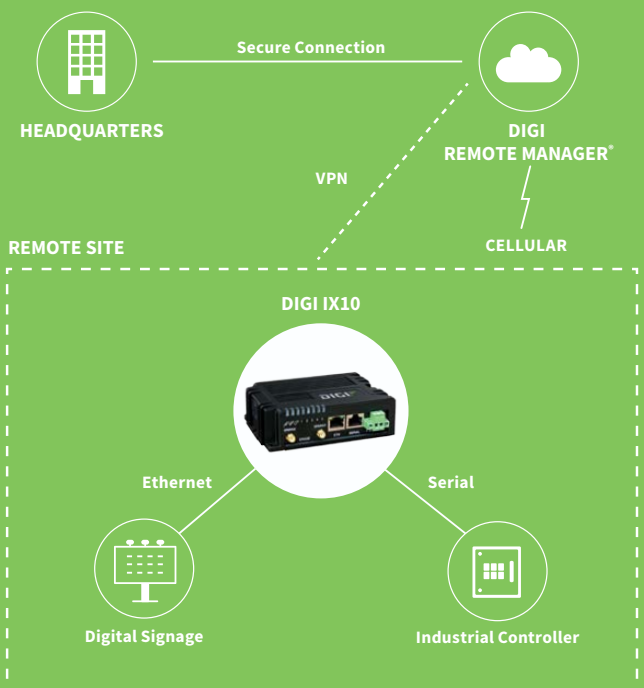 Secure Connection
HEADQUARTERS
DIGI
REMOTE MANAGER®
VPN
REMOTE SITE
CELLULAR
DIGI IX10
DIGI
Ethernet
Serial
Digital Signage
Industrial Controller